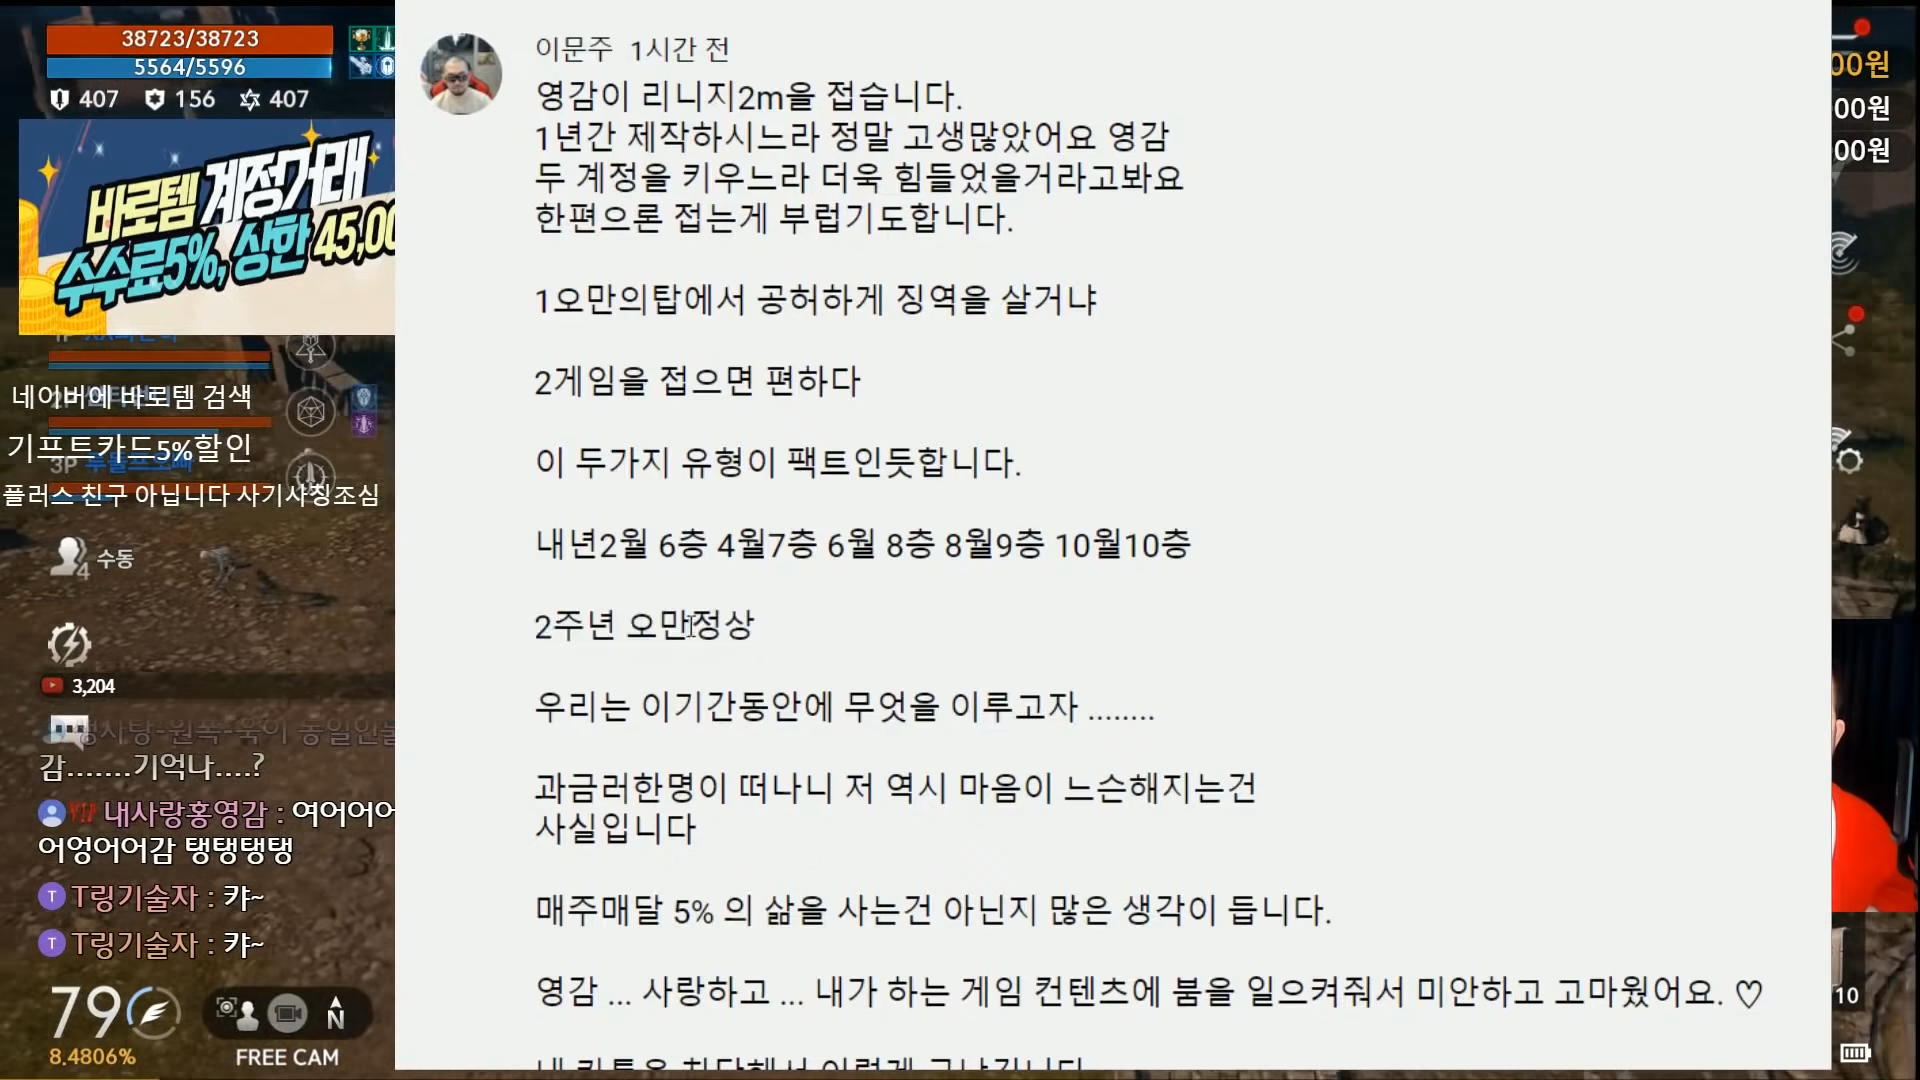 38723/38723
5564/5596
407 156 407
바로템 계정거래
수수료5%, 상한 45,00
네이버에 바로템 검색
기프트카드5%할인
3P
플러스 친구 아닙니다 사기사칭조심
4 수동
3,204
감.......기억나....?
VIP 내사랑홍영감 : 여어어어
어엉어어감 탱탱탱탱
T T링기술자 : 캬~
T T링기술자 : 캬~
79
8.4806%
N
FREE CAM
이문주 1시간 전
영감이 리니지2m을 접습니다.
1년간 제작하시느라 정말 고생많았어요 영감
두 계정을 키우느라 더욱 힘들었을거라고봐요
한편으론 접는게 부럽기도합니다.
1오만의탑에서 공허하게 징역을 살거냐
2게임을 접으면 편하다
이 두가지 유형이 팩트인듯합니다.
내년2월 6층 4월7층 6월 8층 8월9층 10월10층
2주년 오만정상
우리는 이기간동안에 무엇을 이루고자 ........
과금러한명이 떠나니 저 역시 마음이 느슨해지는건
사실입니다
매주매달 5% 의 삶을 사는건 아닌지 많은 생각이 듭니다.
영감 ... 사랑하고 ... 내가 하는 게임 컨텐츠에 붐을 일으켜줘서 미안하고 고마웠어요. ♡
00원
00원
00원
10